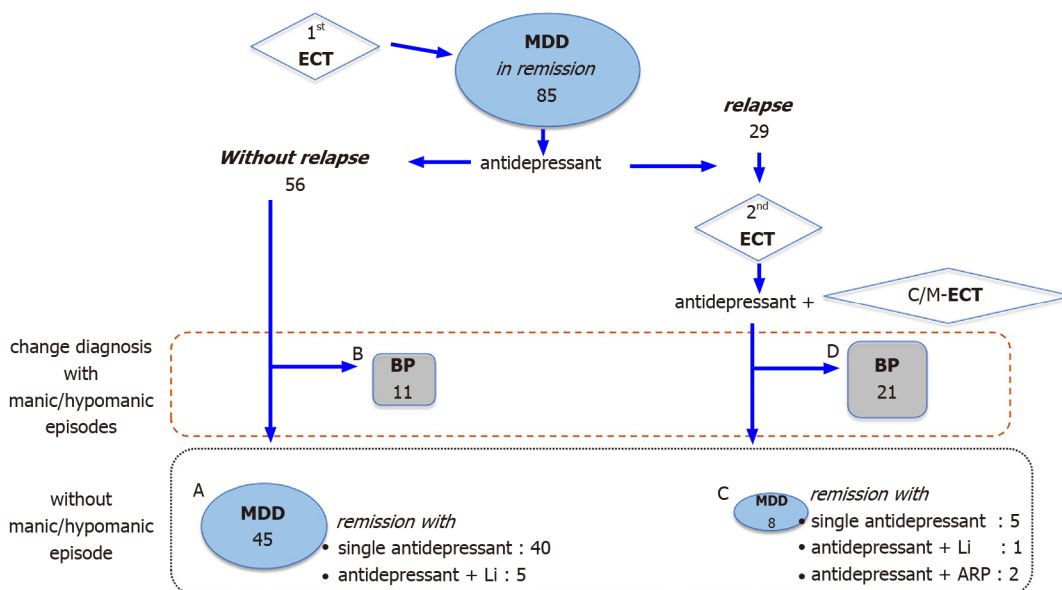 1st
ECT
MDD
in remission
85
relapse
29
Without relapse
56
antidepressant
2nd
ECT
antidepressant +
C/M-ECT
change diagnosis
with
manic/hypomanic
episodes
B
BP
11
D
BP
21
without
manic/hypomanic
episode
A
MDD
45
remission with
• single antidepressant : 40
• antidepressant + Li : 5
C
MDD
8
remission with
• single antidepressant : 5
• antidepressant + Li : 1
• antidepressant + ARP : 2